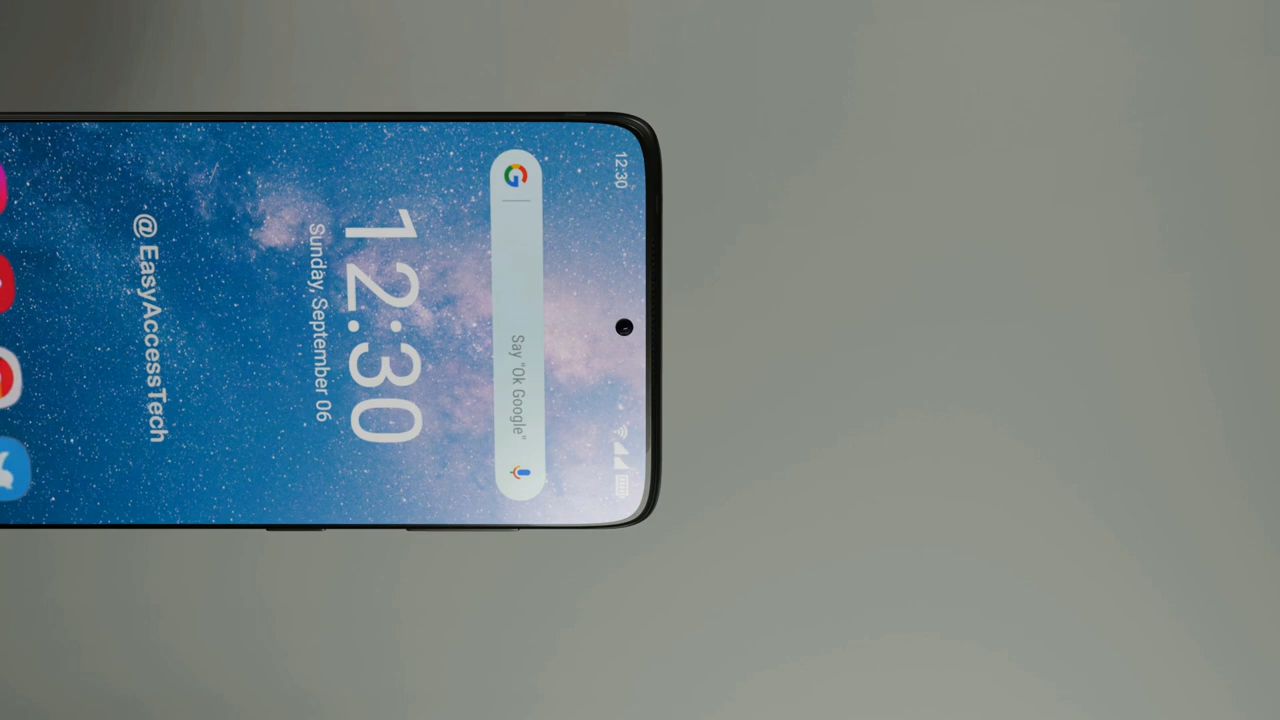 12:30
Say "Ok Google"
12:30
Sunday, September 06
@ EasyAccessTech